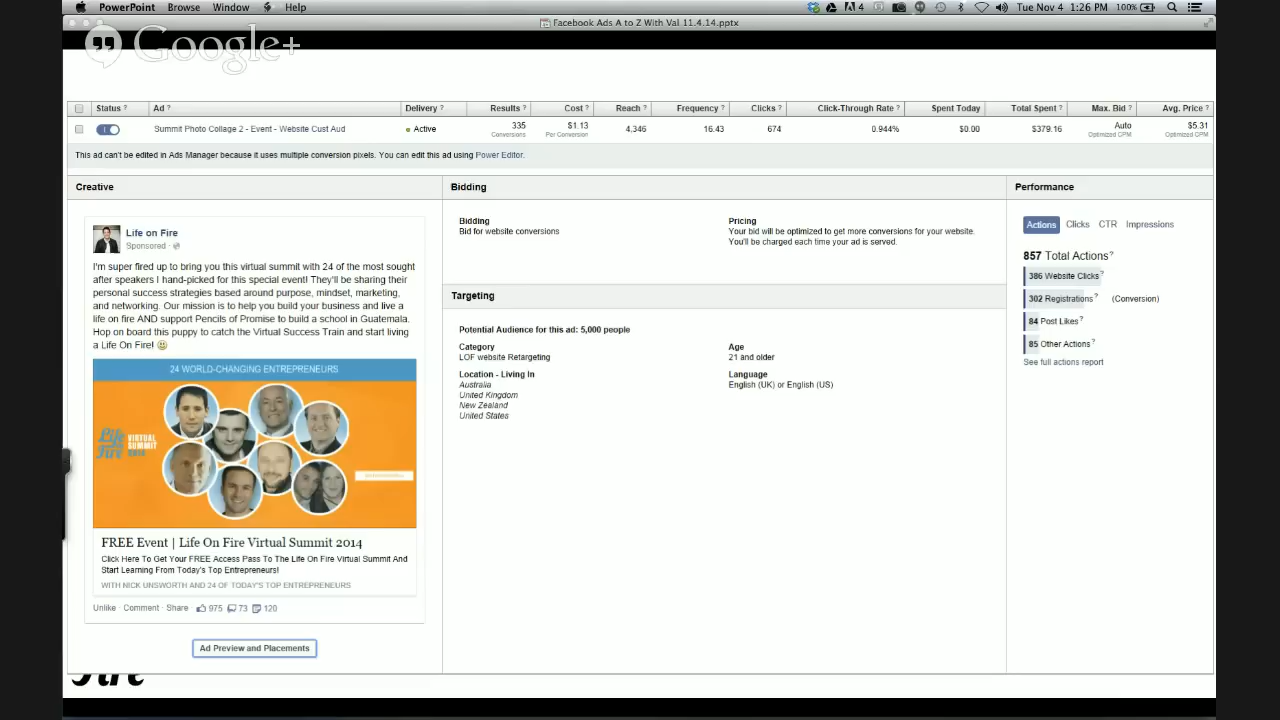 PowerPoint Browse Window Help 4 Tue Nov 4 1:26 PM 100%
Facebook Ads A to Z With Val 11.4.14.pptx
Google+
Status ? Ad ? Delivery ? Results ? Cost ? Reach ? Frequency ? Clicks ? Click-Through Rate ? Spent Today Total Spent ? Max. Bid ? Avg. Price ?
Summit Photo Collage 2 - Event - Website Cust Aud Active 335 $1.13 4,346 16.43 674 0.944% $0.00 $379.16 Auto $5.31
Conversions Per Conversion Optimized CPM Optimized CPM
This ad can't be edited in Ads Manager because it uses multiple conversion pixels. You can edit this ad using Power Editor.
Creative
Life on Fire
Sponsored ·
I'm super fired up to bring you this virtual summit with 24 of the most sought
after speakers I hand-picked for this special event! They'll be sharing their
personal success strategies based around purpose, mindset, marketing,
and networking. Our mission is to help you build your business and live a
life on fire AND support Pencils of Promise to build a school in Guatemala.
Hop on board this puppy to catch the Virtual Success Train and start living
a Life On Fire!
24 WORLD-CHANGING ENTREPRENEURS
Life on Fire
VIRTUAL
SUMMIT
FREE Event | Life On Fire Virtual Summit 2014
Click Here To Get Your FREE Access Pass To The Life On Fire Virtual Summit And
Start Learning From Today's Top Entrepreneurs!
WITH NICK UNSWORTH AND 24 OF TODAY'S TOP ENTREPRENEURS
Unlike · Comment · Share · 975 73 120
Ad Preview and Placements
Bidding
Bidding
Bid for website conversions
Pricing
Your bid will be optimized to get more conversions for your website.
You'll be charged each time your ad is served.
Targeting
Potential Audience for this ad: 5,000 people
Category
LOF website Retargeting
Age
21 and older
Location - Living In
Australia
United Kingdom
New Zealand
United States
Language
English (UK) or English (US)
Performance
Actions Clicks CTR Impressions
857 Total Actions?
386 Website Clicks?
302 Registrations? (Conversion)
84 Post Likes?
85 Other Actions?
See full actions report